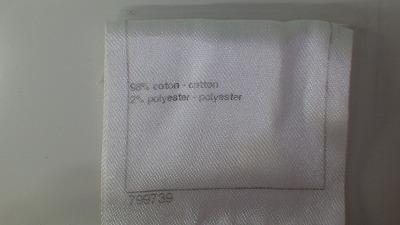 98% coton - cotton
2% polyester - polyester
799739